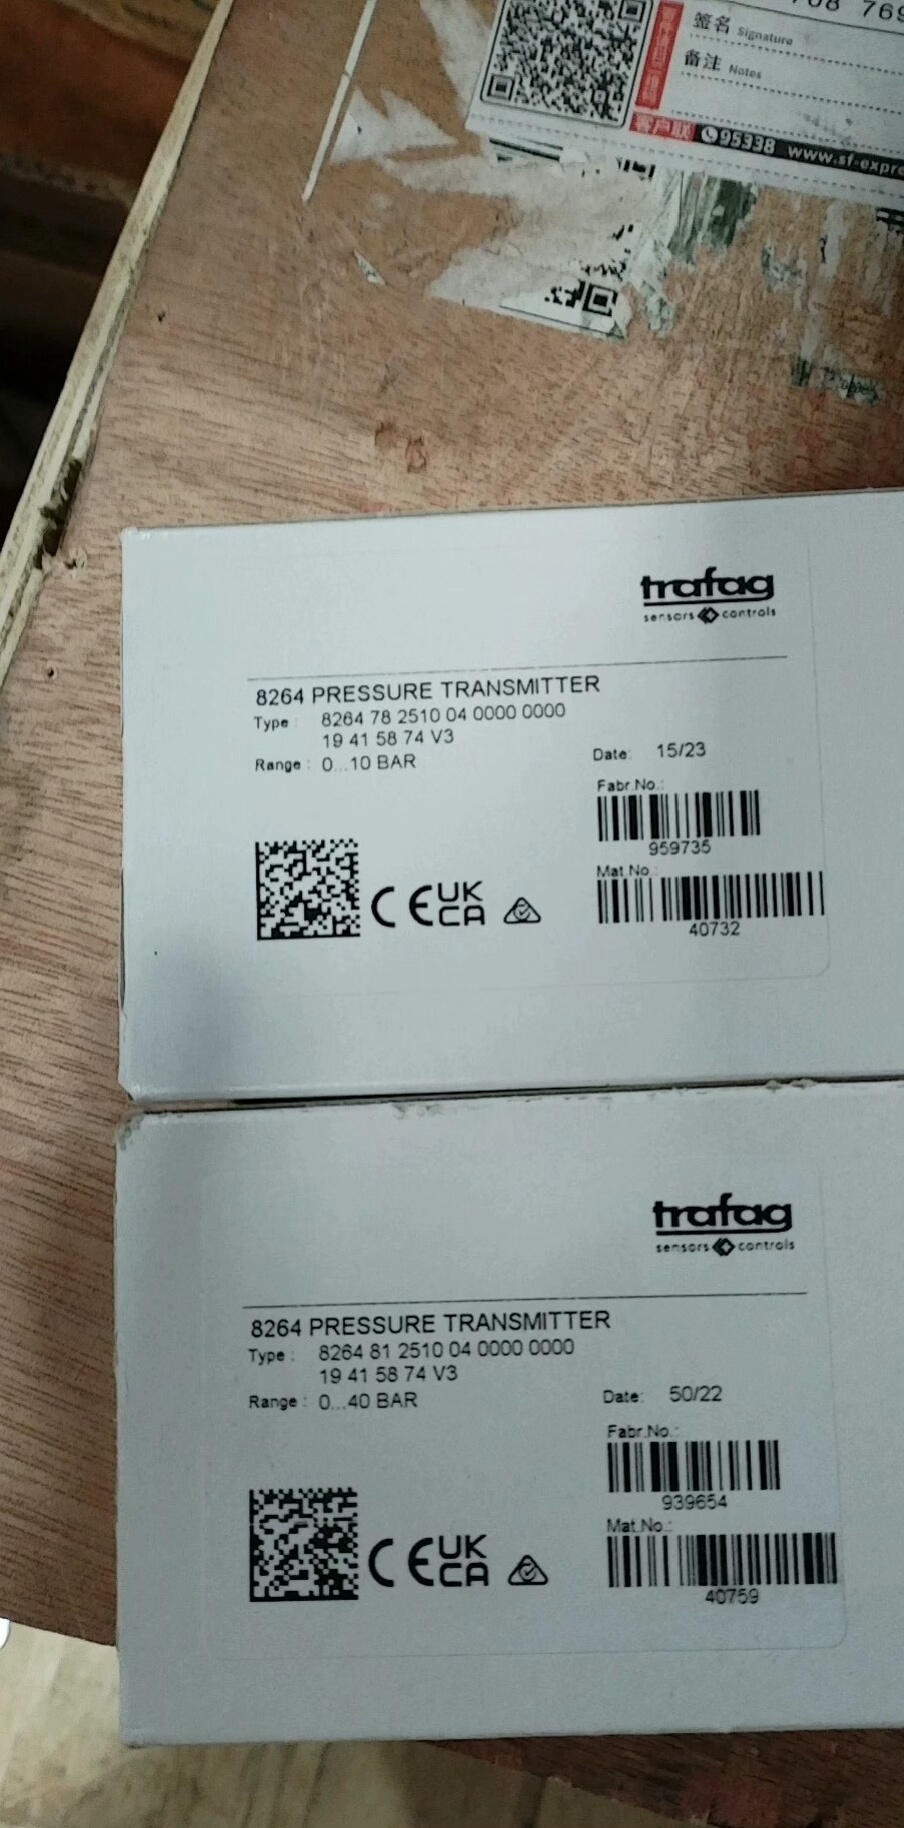 签名 Signature
备注 Notes
客户联 95338 www.sf-expre
trafag
sensors controls
8264 PRESSURE TRANSMITTER
Type : 8264 78 2510 04 0000 0000
19 41 58 74 V3
Range : 0...10 BAR
Date: 15/23
Fabr.No.:
959735
Mat.No.:
40732
CE UK
CA
trafag
sensors controls
8264 PRESSURE TRANSMITTER
Type : 8264 81 2510 04 0000 0000
19 41 58 74 V3
Range : 0...40 BAR
Date: 50/22
Fabr.No.:
939654
Mat.No.:
40759
CE UK
CA